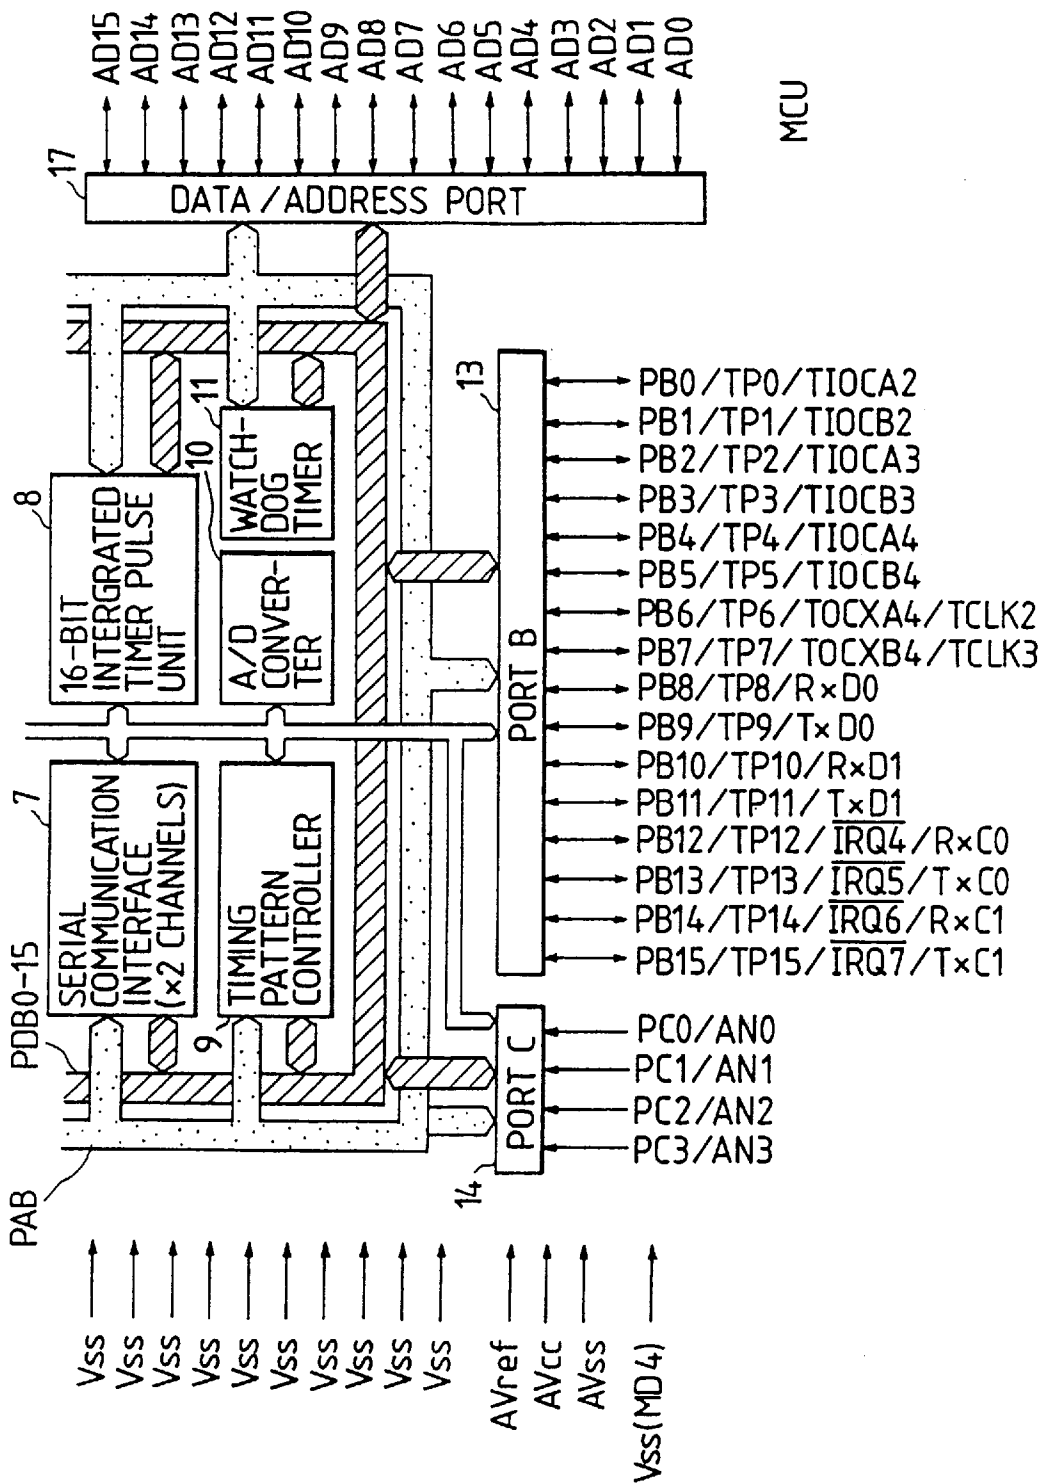 PAB
PDB0-15
7
SERIAL
COMMUNICATION
INTERFACE
(×2 CHANNELS)
8
16-BIT
INTERGRATED
TIMER PULSE
UNIT
9
TIMING
PATTERN
CONTROLLER
10
A/D
CONVER-
TER
11
WATCH-
DOG
TIMER
17
DATA/ADDRESS PORT
AD15
AD14
AD13
AD12
AD11
AD10
AD9
AD8
AD7
AD6
AD5
AD4
AD3
AD2
AD1
AD0
MCU
Vss
Vss
Vss
Vss
Vss
Vss
Vss
Vss
Vss
Vss
AVref
AVcc
AVss
Vss(MD4)
14
PORT C
PC0/AN0
PC1/AN1
PC2/AN2
PC3/AN3
13
PORT B
PB0/TP0/TIOCA2
PB1/TP1/TIOCB2
PB2/TP2/TIOCA3
PB3/TP3/TIOCB3
PB4/TP4/TIOCA4
PB5/TP5/TIOCB4
PB6/TP6/TOCXA4/TCLK2
PB7/TP7/TOCXB4/TCLK3
PB8/TP8/R×D0
PB9/TP9/T×D0
PB10/TP10/R×D1
PB11/TP11/T×D1
PB12/TP12/IRQ4/R×C0
PB13/TP13/IRQ5/T×C0
PB14/TP14/IRQ6/R×C1
PB15/TP15/IRQ7/T×C1